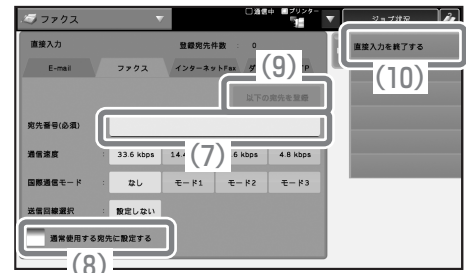 ファクス
通信中 プリンター
ジョブ状況
直接入力
登録宛先件数 : 0
直接入力を終了する
(9)
(10)
E-mail
ファクス
インターネットFax
以下の宛先を登録
宛先番号(必須)
(7)
通信速度 : 33.6 kbps 14.4 kbps 4.8 kbps
国際通信モード : なし モード1 モード2 モード3
送信回線選択 : 設定しない
通常使用する宛先に設定する
(8)